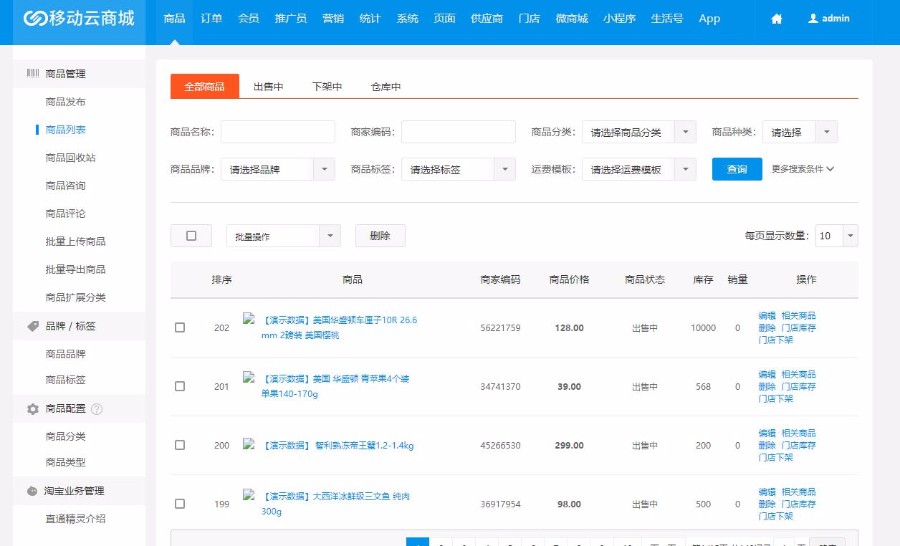 移动云商城
商品 订单 会员 推广员 营销 统计 系统 页面 供应商 门店 微商城 小程序 生活号 App admin
商品管理
商品发布
商品列表
商品回收站
商品咨询
商品评论
批量上传商品
批量导出商品
商品扩展分类
品牌 / 标签
商品品牌
商品标签
商品配置 ?
商品分类
商品类型
淘宝业务管理
直通精灵介绍
全部商品 出售中 下架中 仓库中
商品名称： 商家编码： 商品分类： 请选择商品分类 商品种类： 请选择
商品品牌： 请选择品牌 商品标签： 请选择标签 运费模板： 请选择运费模板 查询 更多搜索条件
批量操作 删除 每页显示数量： 10
排序 商品 商家编码 商品价格 商品状态 库存 销量 操作
202 【演示数据】美国华盛顿车厘子10R 26.6
mm 2磅装 美国樱桃 56221759 128.00 出售中 10000 0
编辑 相关商品
删除 门店库存
门店下架
201 【演示数据】美国 华盛顿 青苹果4个装
单果140-170g 34741370 39.00 出售中 568 0
编辑 相关商品
删除 门店库存
门店下架
200 【演示数据】 智利熟冻帝王蟹1.2-1.4kg 45266530 299.00 出售中 200 0
编辑 相关商品
删除 门店库存
门店下架
199 【演示数据】大西洋冰鲜级三文鱼 纯肉
300g 36917954 98.00 出售中 500 0
编辑 相关商品
删除 门店库存
门店下架